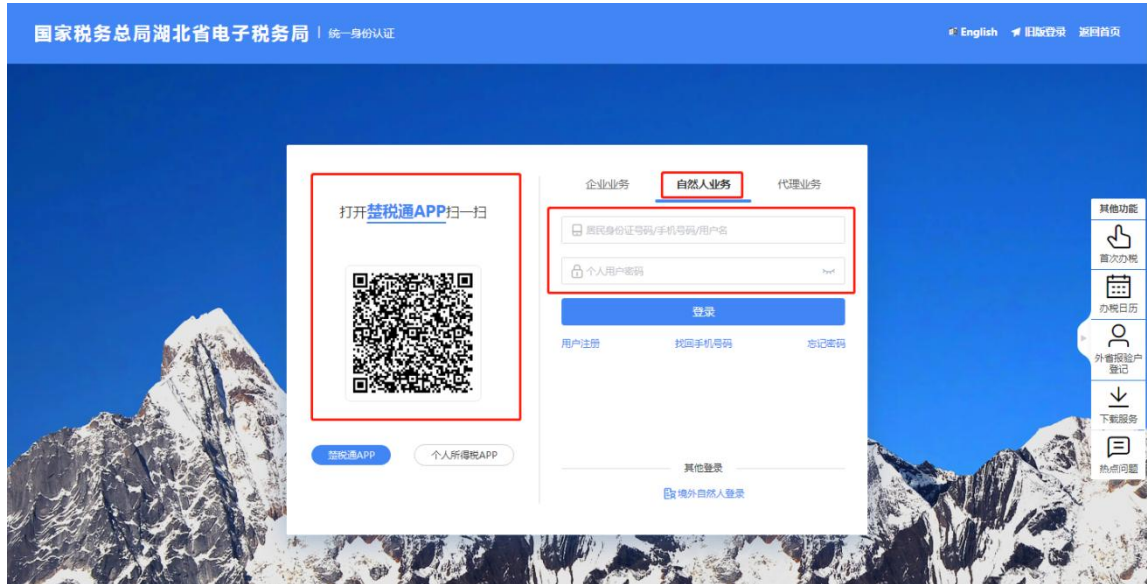 国家税务总局湖北省电子税务局 | 统一身份认证
English 旧版登录 返回首页
打开楚税通APP扫一扫
楚税通APP 个人所得税APP
企业业务 自然人业务 代理业务
居民身份证号码/手机号码/用户名
个人用户密码
登录
用户注册 找回手机号码 忘记密码
其他登录
境外自然人登录
其他功能
首次办税
办税日历
外省报验户
登记
下载服务
热点问题